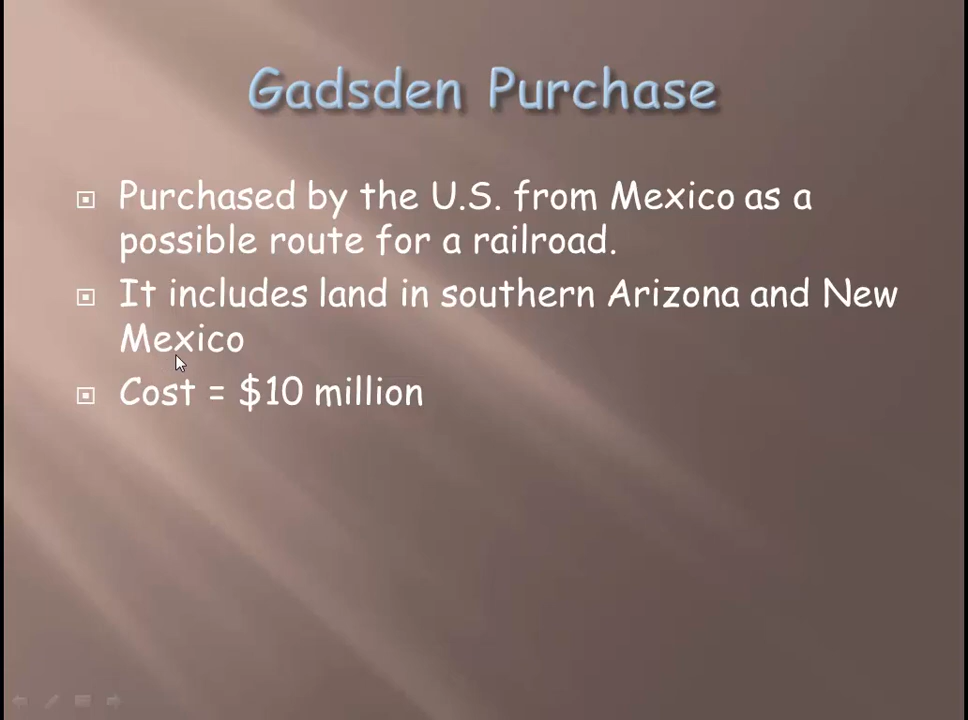 Gadsden Purchase
Purchased by the U.S. from Mexico as a
possible route for a railroad.
It includes land in southern Arizona and New
Mexico
Cost = $10 million